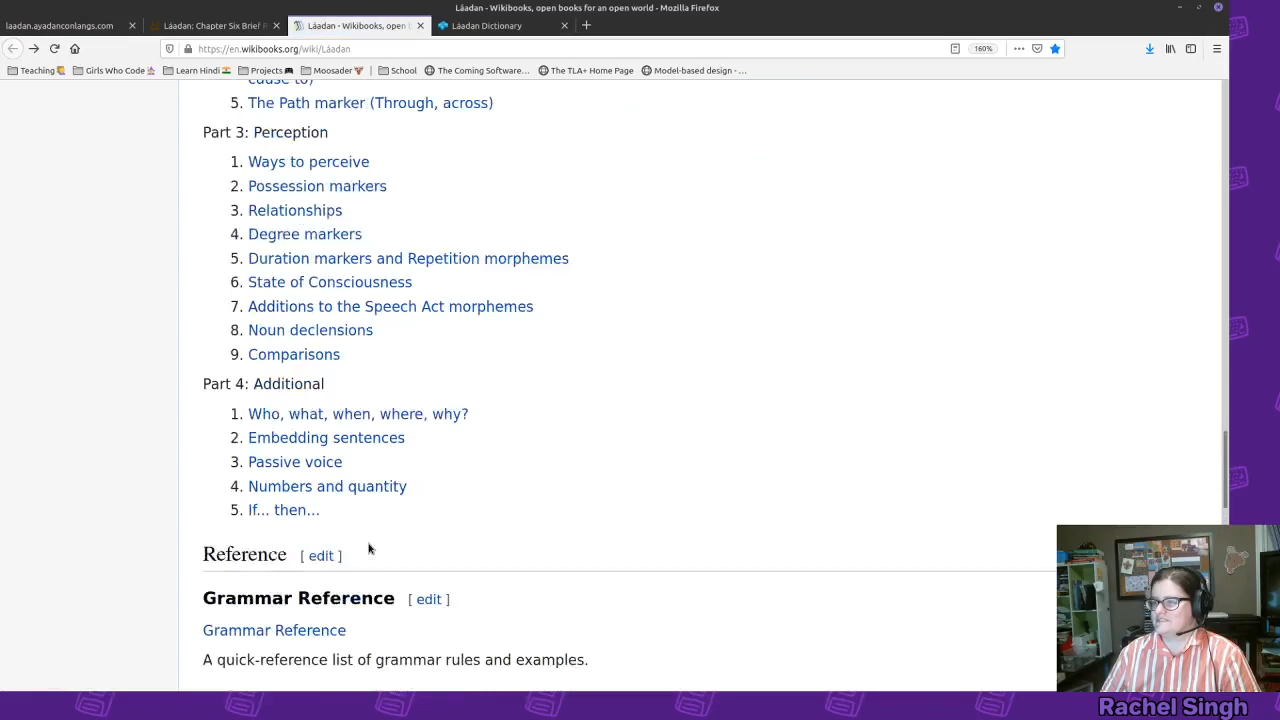 Láadan - Wikibooks, open books for an open world - Mozilla Firefox
laadan.ayadanconlangs.com
Láadan: Chapter Six Brief F
Láadan - Wikibooks, open b
Láadan Dictionary
https://en.wikibooks.org/wiki/Láadan
160%
Teaching
Girls Who Code
Learn Hindi
Projects
Moosader
School
The Coming Software...
The TLA+ Home Page
Model-based design - ...
cause to)
5. The Path marker (Through, across)
Part 3: Perception
1. Ways to perceive
2. Possession markers
3. Relationships
4. Degree markers
5. Duration markers and Repetition morphemes
6. State of Consciousness
7. Additions to the Speech Act morphemes
8. Noun declensions
9. Comparisons
Part 4: Additional
1. Who, what, when, where, why?
2. Embedding sentences
3. Passive voice
4. Numbers and quantity
5. If... then...
Reference [ edit ]
Grammar Reference [ edit ]
Grammar Reference
A quick-reference list of grammar rules and examples.
Rachel Singh